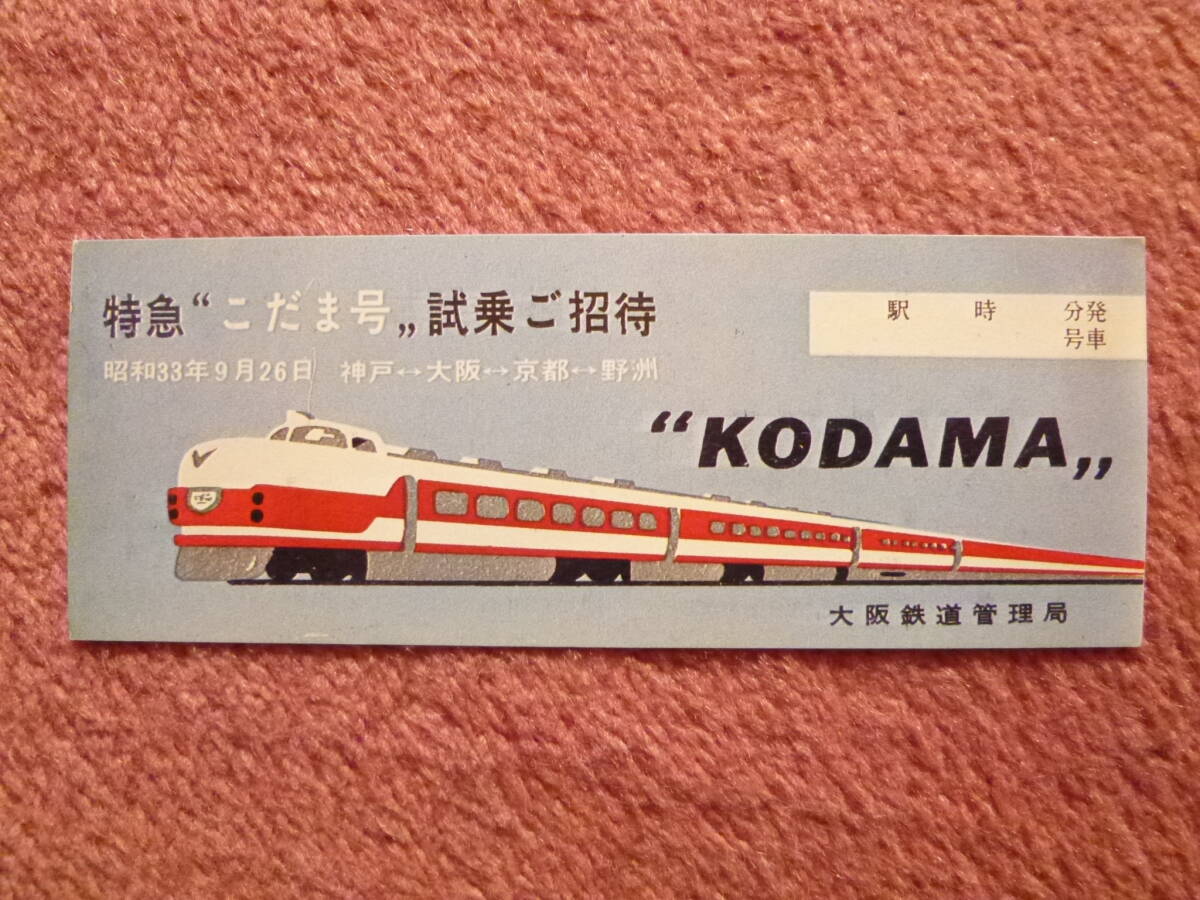 特急“こだま号„試乗ご招待
昭和33年9月26日 神戸↔大阪↔京都↔野洲
駅 時 分発
号車
“KODAMA„
大阪鉄道管理局